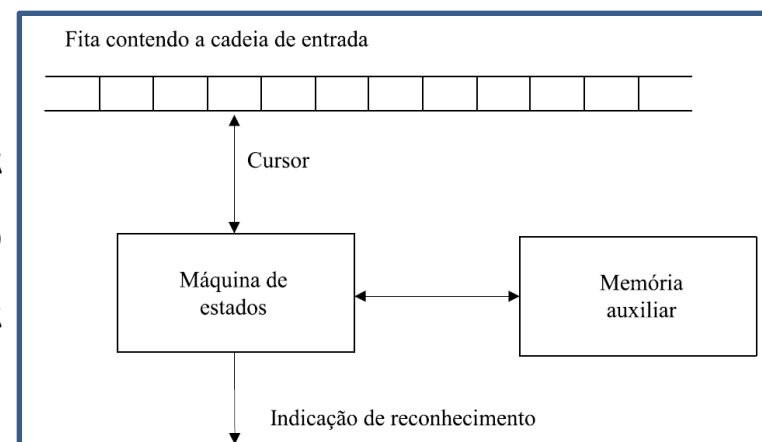 Fita contendo a cadeia de entrada
Cursor
Máquina de
estados
Memória
auxiliar
Indicação de reconhecimento